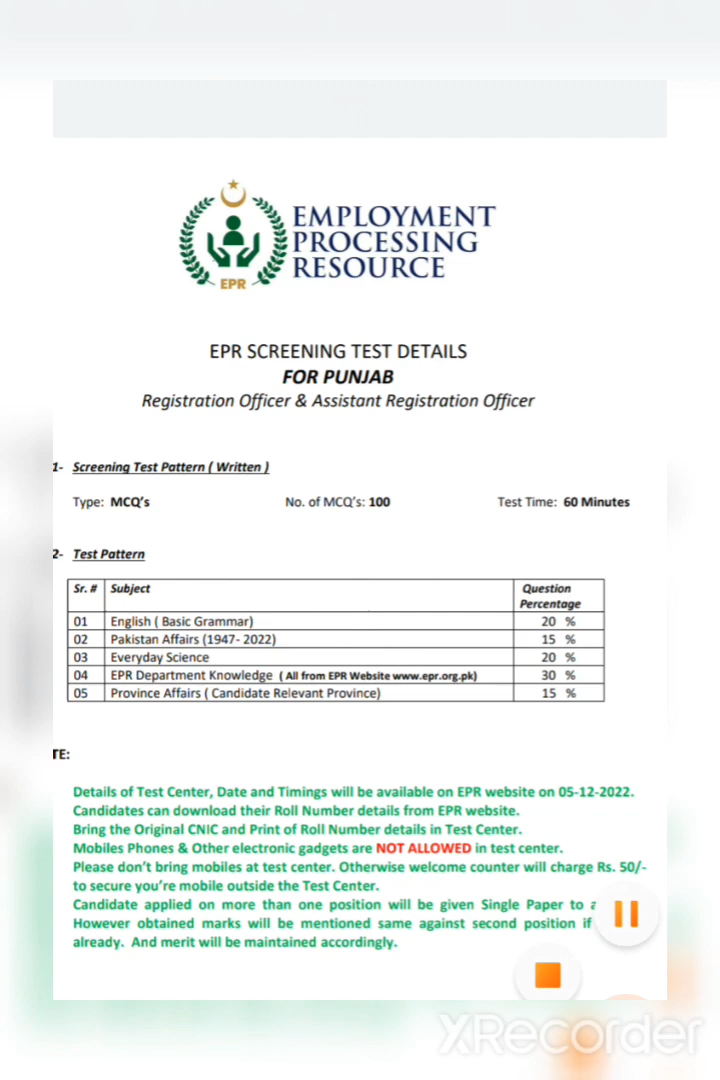 EPR
EMPLOYMENT
PROCESSING
RESOURCE
EPR SCREENING TEST DETAILS
FOR PUNJAB
Registration Officer & Assistant Registration Officer
1- Screening Test Pattern ( Written )
Type: MCQ's No. of MCQ's: 100 Test Time: 60 Minutes
2- Test Pattern
Sr. # Subject Question Percentage
01 English ( Basic Grammar) 20 %
02 Pakistan Affairs (1947- 2022) 15 %
03 Everyday Science 20 %
04 EPR Department Knowledge ( All from EPR Website www.epr.org.pk) 30 %
05 Province Affairs ( Candidate Relevant Province) 15 %
TE:
Details of Test Center, Date and Timings will be available on EPR website on 05-12-2022.
Candidates can download their Roll Number details from EPR website.
Bring the Original CNIC and Print of Roll Number details in Test Center.
Mobiles Phones & Other electronic gadgets are NOT ALLOWED in test center.
Please don't bring mobiles at test center. Otherwise welcome counter will charge Rs. 50/-
to secure you're mobile outside the Test Center.
Candidate applied on more than one position will be given Single Paper to
However obtained marks will be mentioned same against second position if
already. And merit will be maintained accordingly.
XRecorder